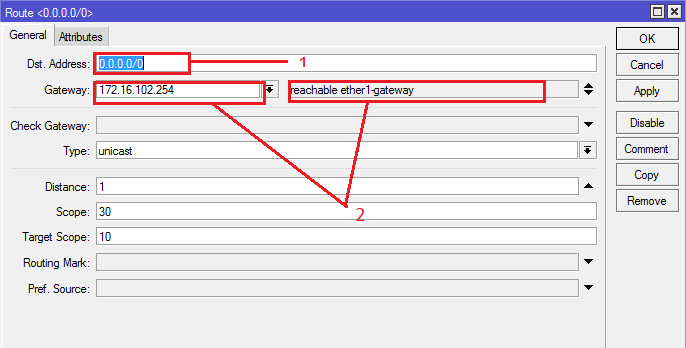 Route <0.0.0.0/0>
General Attributes
Dst. Address: 0.0.0.0/0 1
Gateway: 172.16.102.254 reachable ether1-gateway
Check Gateway:
Type: unicast
2
Distance: 1
Scope: 30
Target Scope: 10
Routing Mark:
Pref. Source:
OK
Cancel
Apply
Disable
Comment
Copy
Remove